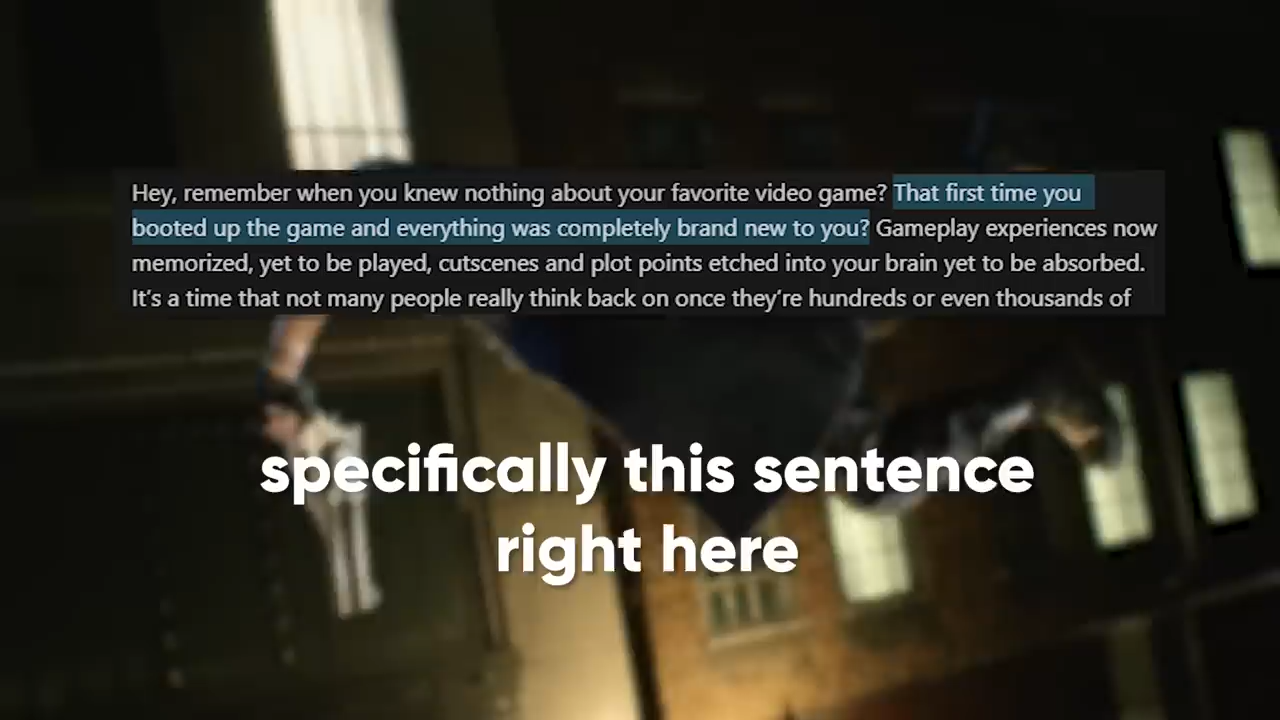 Hey, remember when you knew nothing about your favorite video game? That first time you
booted up the game and everything was completely brand new to you? Gameplay experiences now
memorized, yet to be played, cutscenes and plot points etched into your brain yet to be absorbed.
It’s a time that not many people really think back on once they’re hundreds or even thousands of
specifically this sentence
right here